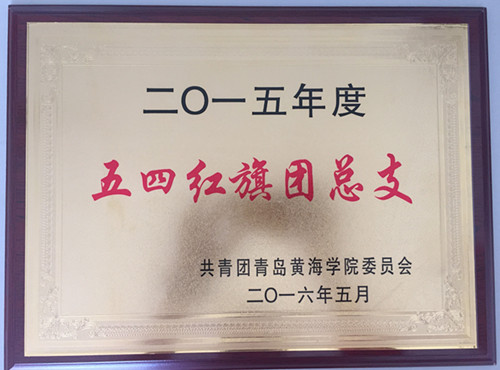 二〇一五年度
五四红旗团总支
共青团青岛黄海学院委员会
二〇一六年五月